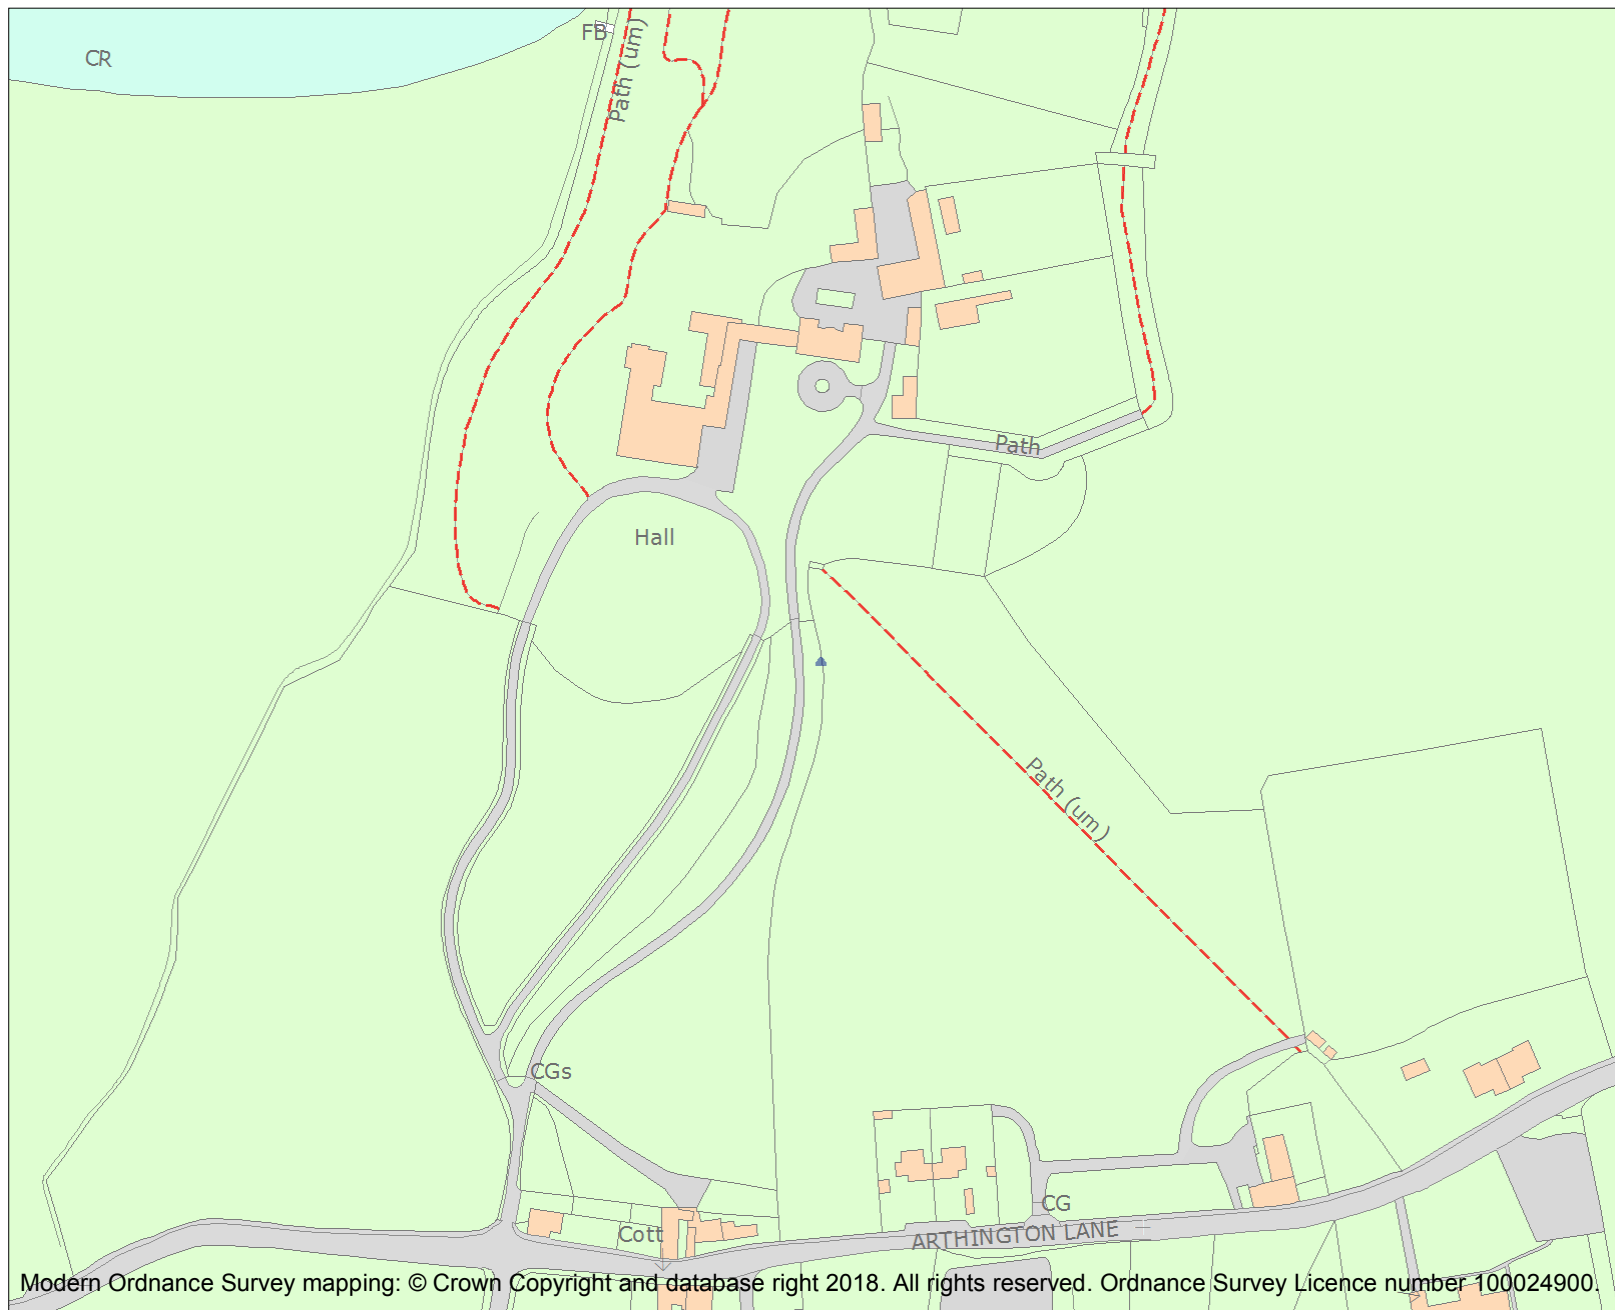 FB
CR
Path (um)
Path
Hall
Path (um)
CGs
CG
Cott
ARTHINGTON LANE
Modern Ordnance Survey mapping: © Crown Copyright and database right 2018. All rights reserved. Ordnance Survey Licence number 100024900.